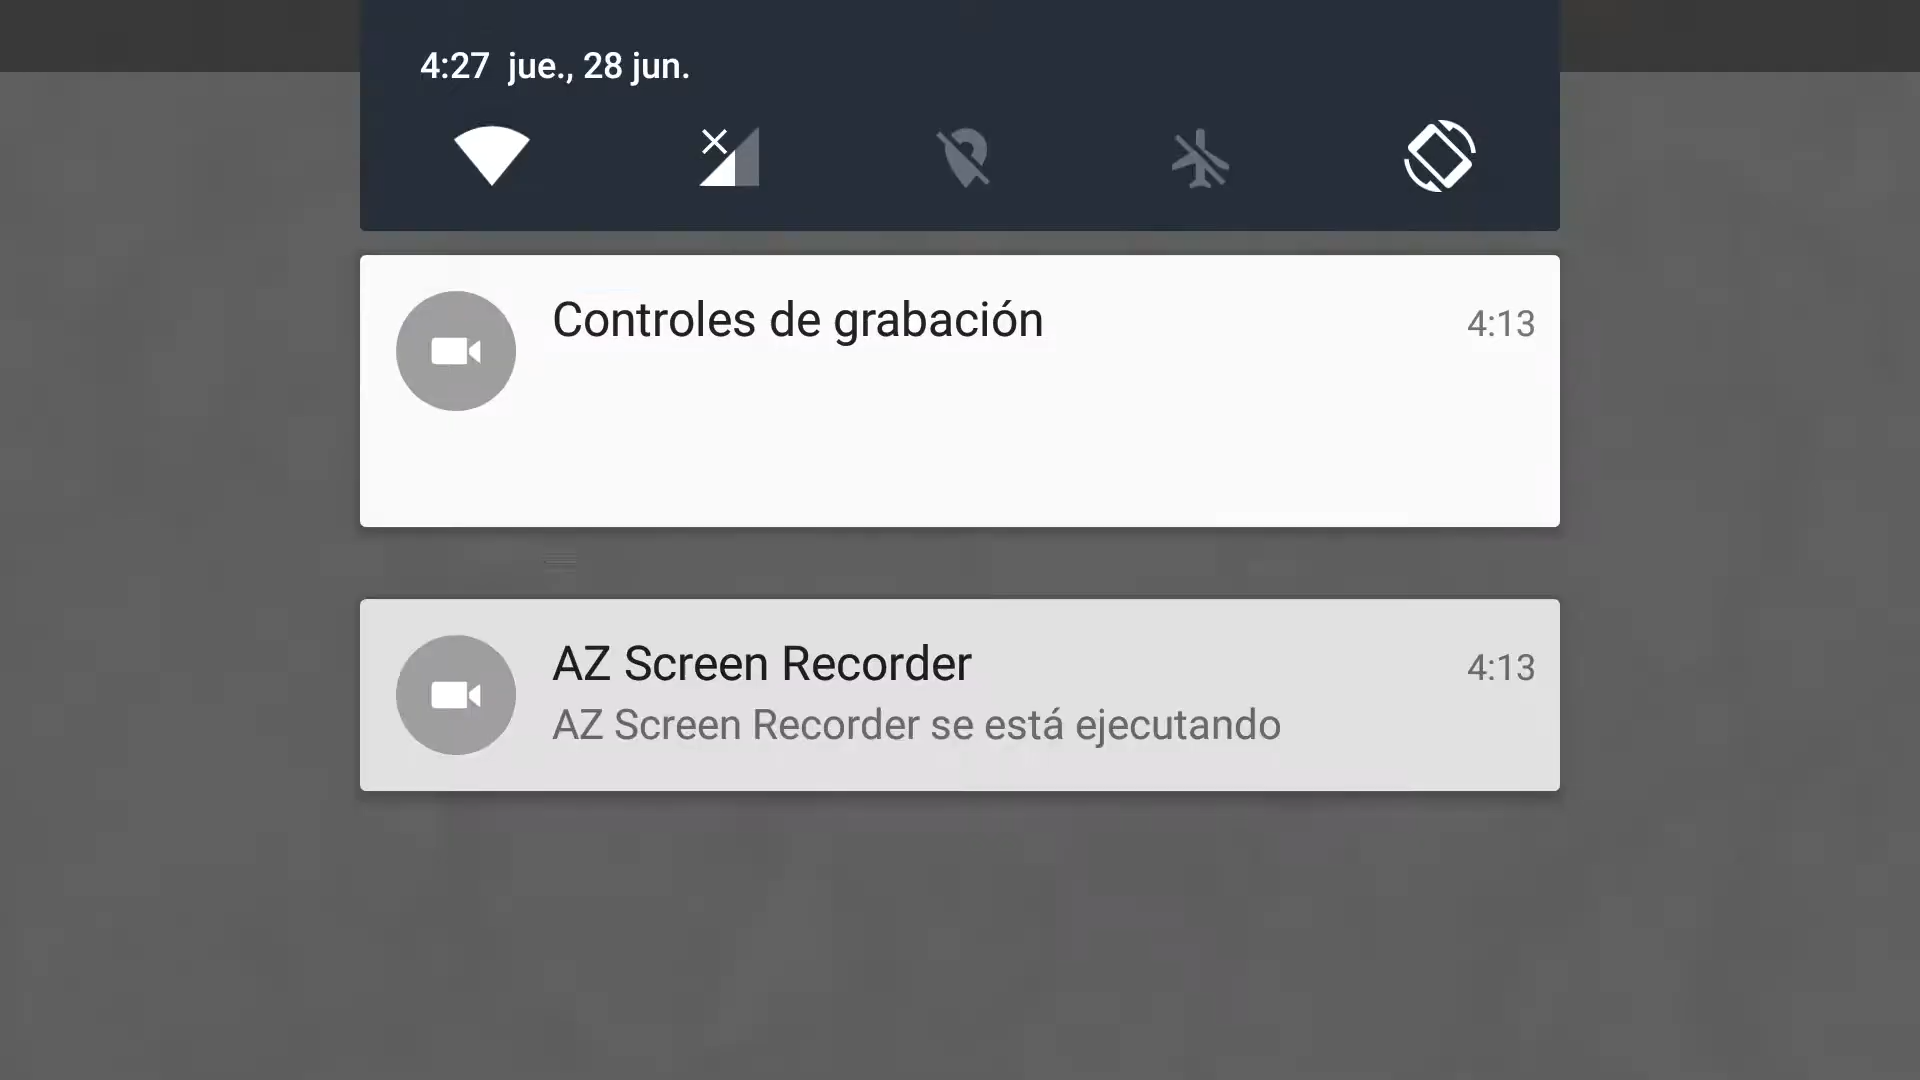 4:27 jue., 28 jun.
Controles de grabación 4:13
AZ Screen Recorder 4:13
AZ Screen Recorder se está ejecutando